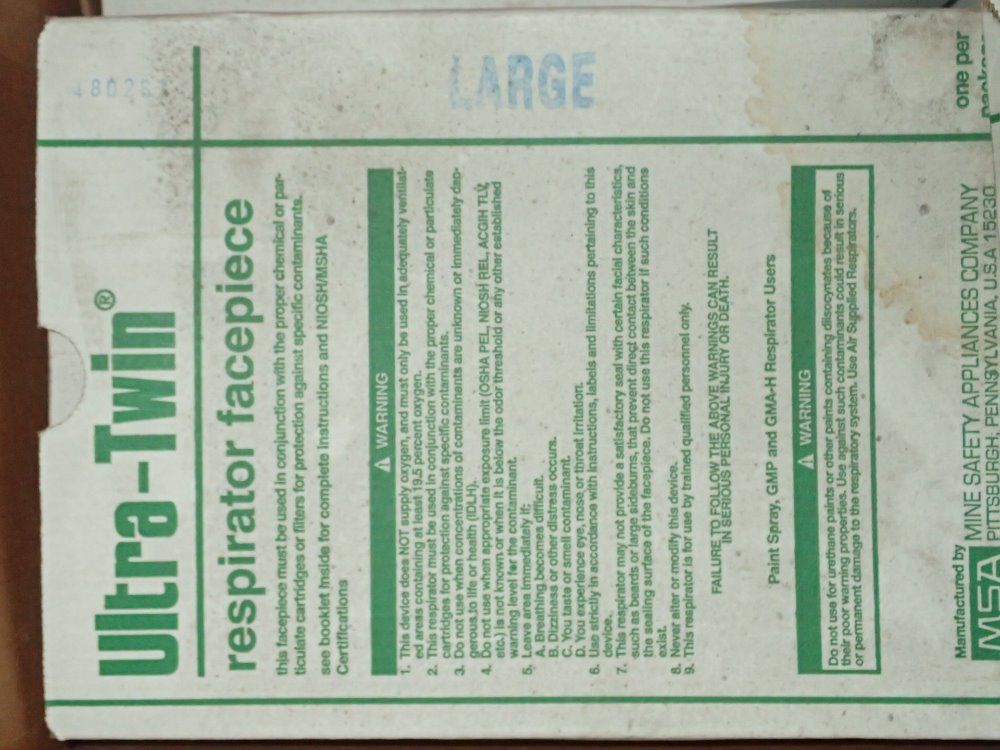 LARGE
Ultra-Twin®
respirator facepiece
this facepiece must be used in conjunction with the proper chemical or par-
ticulate cartridges or filters for protection against specific contaminants.
see booklet inside for complete instructions and NIOSH/MSHA
Certifications
⚠ WARNING
1. This device does NOT supply oxygen, and must only be used in adequately ventilat-
ed areas containing at least 19.5 percent oxygen.
2. This respirator must be used in conjunction with the proper chemical or particulate
cartridges for protection against specific contaminants.
3. Do not use when concentrations of contaminants are unknown or immediately dan-
gerous to life or health (IDLH).
4. Do not use when appropriate exposure limit (OSHA PEL, NIOSH REL, ACGIH TLV,
etc.) is not known or when it is below the odor threshold or any other established
warning level for the contaminant.
5. Leave area immediately if:
A. Breathing becomes difficult.
B. Dizziness or other distress occurs.
C. You taste or smell contaminant.
D. You experience eye, nose or throat irritation.
6. Use strictly in accordance with instructions, labels and limitations pertaining to this
device.
7. This respirator may not provide a satisfactory seal with certain facial characteristics,
such as beards or large sideburns, that prevent direct contact between the skin and
the sealing surface of the facepiece. Do not use this respirator if such conditions
exist.
8. Never alter or modify this device.
9. This respirator is for use by trained qualified personnel only.
FAILURE TO FOLLOW THE ABOVE WARNINGS CAN RESULT
IN SERIOUS PERSONAL INJURY OR DEATH.
Paint Spray, GMP and GMA-H Respirator Users
⚠ WARNING
Do not use for urethane paints or other paints containing diisocynates because of
their poor warning properties. Use against such contaminants could result in serious
or permanent damage to the respiratory system. Use Air Supplied Respirators.
Manufactured by
MSA
MINE SAFETY APPLIANCES COMPANY
PITTSBURGH, PENNSYLVANIA, U.S.A 15230
one per
package